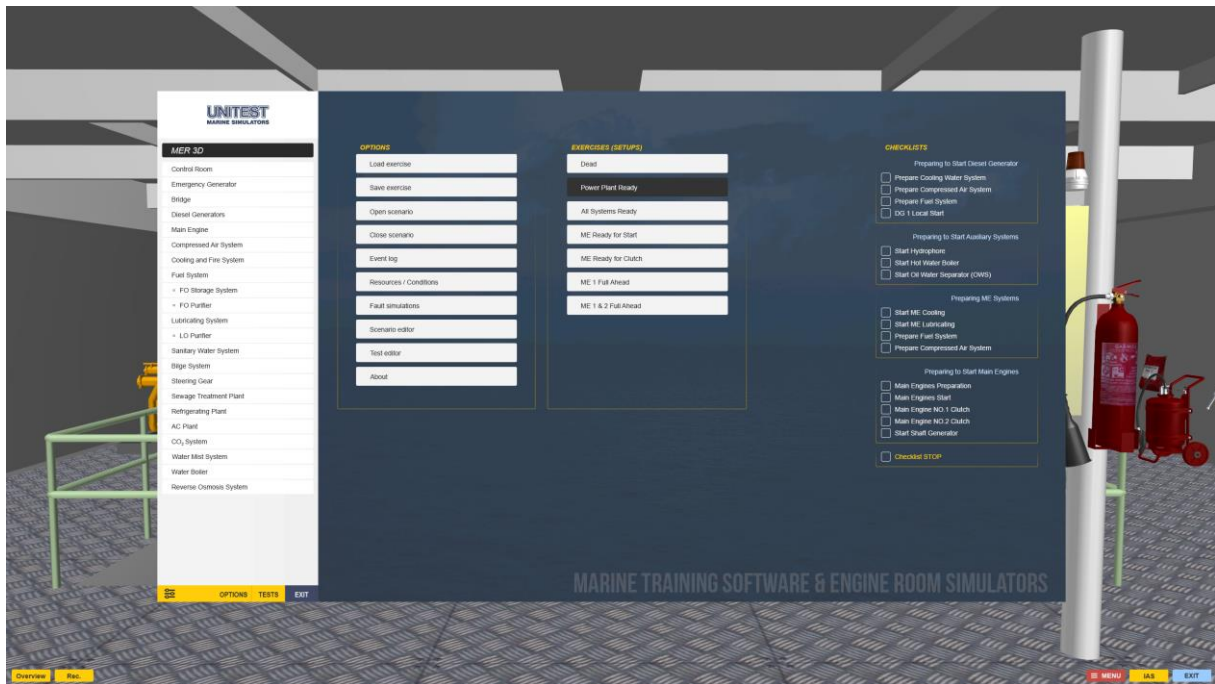 UNITEST
MARINE SIMULATORS
MER 3D
Control Room
Emergency Generator
Bridge
Diesel Generators
Main Engine
Compressed Air System
Cooling and Fire System
Fuel System
FO Storage System
FO Purifier
Lubricating System
LO Purifier
Sanitary Water System
Bilge System
Steering Gear
Sewage Treatment Plant
Refrigerating Plant
AC Plant
CO₂ System
Water Mist System
Water Boiler
Reverse Osmosis System
OPTIONS TESTS EXIT
OPTIONS
Load exercise
Save exercise
Open scenario
Close scenario
Event log
Resources / Conditions
Fault simulations
Scenario editor
Test editor
About
EXERCISES (SETUPS)
Dead
Power Plant Ready
All Systems Ready
ME Ready for Start
ME Ready for Clutch
ME 1 Full Ahead
ME 1 & 2 Full Ahead
CHECKLISTS
Preparing to Start Diesel Generator
Prepare Cooling Water System
Prepare Compressed Air System
Prepare Fuel System
DG 1 Local Start
Preparing to Start Auxiliary Systems
Start Hydrophore
Start Hot Water Boiler
Start Oil Water Separator (OWS)
Preparing ME Systems
Start ME Cooling
Start ME Lubricating
Prepare Fuel System
Prepare Compressed Air System
Preparing to Start Main Engines
Main Engines Preparation
Main Engines Start
Main Engine NO.1 Clutch
Main Engine NO.2 Clutch
Start Shaft Generator
Checklist STOP
MARINE TRAINING SOFTWARE & ENGINE ROOM SIMULATORS
Overview Rec. MENU IAS EXIT